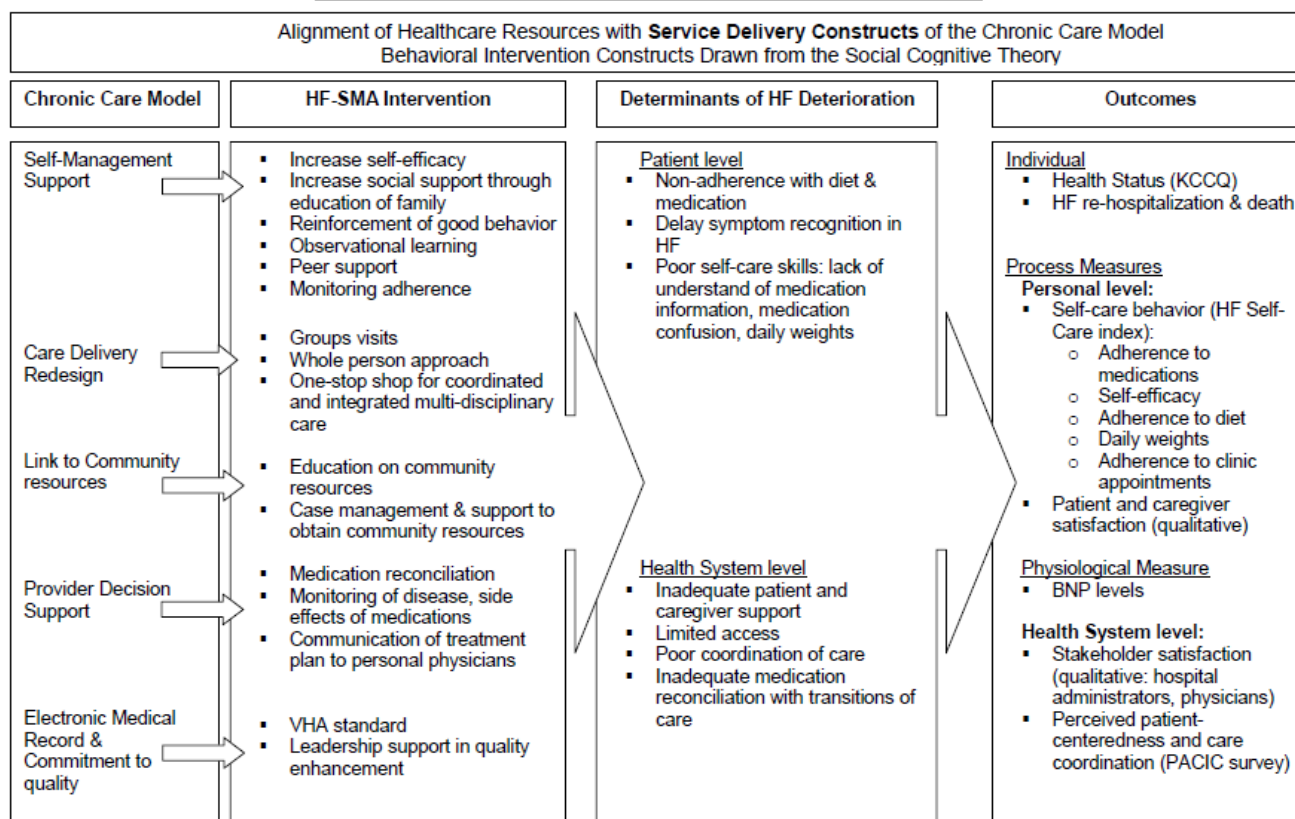 Alignment of Healthcare Resources with Service Delivery Constructs of the Chronic Care Model
Behavioral Intervention Constructs Drawn from the Social Cognitive Theory
Chronic Care Model
HF-SMA Intervention
Determinants of HF Deterioration
Outcomes
Self-Management
Support
Care Delivery
Redesign
Link to Community
resources
Provider Decision
Support
Electronic Medical
Record &
Commitment to
quality
▪ Increase self-efficacy
▪ Increase social support through
education of family
▪ Reinforcement of good behavior
▪ Observational learning
▪ Peer support
▪ Monitoring adherence
▪ Groups visits
▪ Whole person approach
▪ One-stop shop for coordinated
and integrated multi-disciplinary
care
▪ Education on community
resources
▪ Case management & support to
obtain community resources
▪ Medication reconciliation
▪ Monitoring of disease, side
effects of medications
▪ Communication of treatment
plan to personal physicians
▪ VHA standard
▪ Leadership support in quality
enhancement
Patient level
▪ Non-adherence with diet &
medication
▪ Delay symptom recognition in
HF
▪ Poor self-care skills: lack of
understand of medication
information, medication
confusion, daily weights
Health System level
▪ Inadequate patient and
caregiver support
▪ Limited access
▪ Poor coordination of care
▪ Inadequate medication
reconciliation with transitions of
care
Individual
▪ Health Status (KCCQ)
▪ HF re-hospitalization & death
Process Measures
Personal level:
▪ Self-care behavior (HF Self-
Care index):
o Adherence to
medications
o Self-efficacy
o Adherence to diet
o Daily weights
o Adherence to clinic
appointments
▪ Patient and caregiver
satisfaction (qualitative)
Physiological Measure
▪ BNP levels
Health System level:
▪ Stakeholder satisfaction
(qualitative: hospital
administrators, physicians)
▪ Perceived patient-
centeredness and care
coordination (PACIC survey)